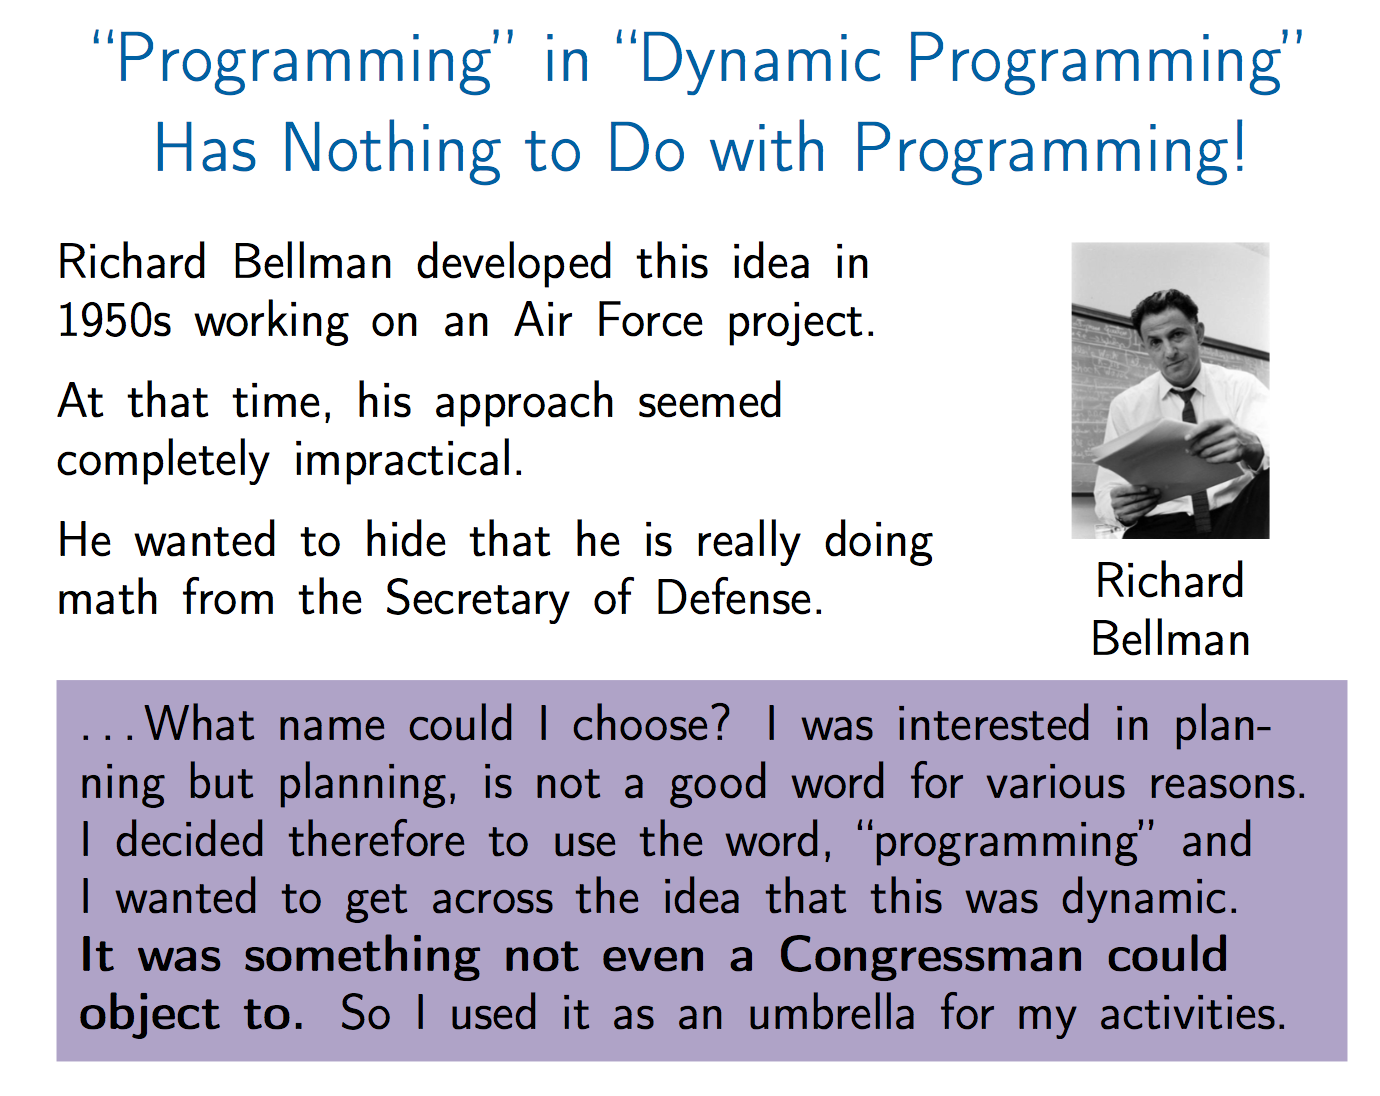 “Programming” in “Dynamic Programming”
Has Nothing to Do with Programming!
Richard Bellman developed this idea in
1950s working on an Air Force project.
At that time, his approach seemed
completely impractical.
He wanted to hide that he is really doing
math from the Secretary of Defense.
Richard
Bellman
...What name could I choose? I was interested in plan-
ning but planning, is not a good word for various reasons.
I decided therefore to use the word, “programming” and
I wanted to get across the idea that this was dynamic.
It was something not even a Congressman could
object to. So I used it as an umbrella for my activities.